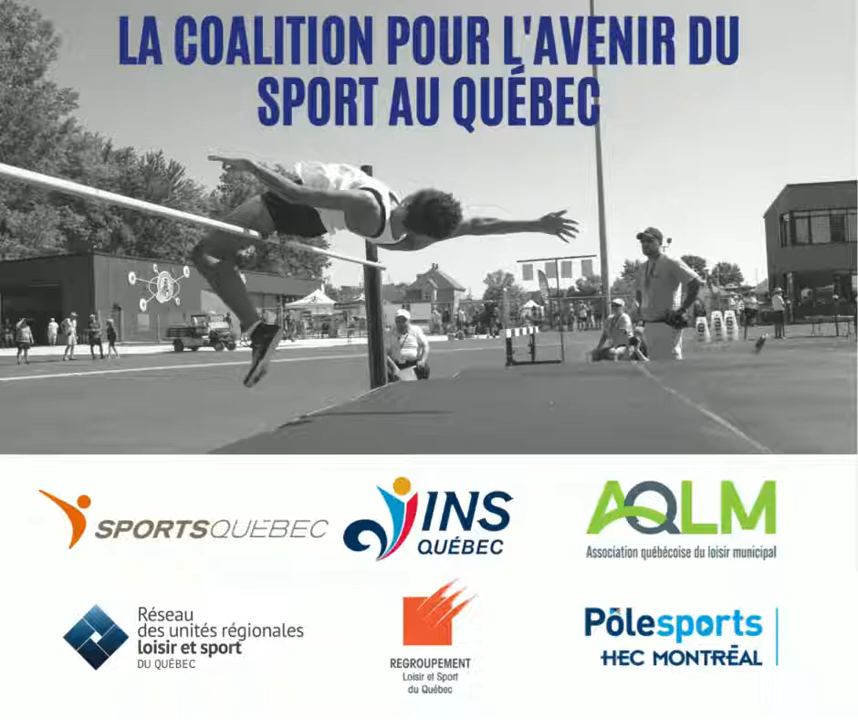 LA COALITION POUR L'AVENIR DU
SPORT AU QUÉBEC
SPORTSQUÉBEC
INS
QUÉBEC
AQLM
Association québécoise du loisir municipal
Réseau
des unités régionales
loisir et sport
DU QUÉBEC
REGROUPEMENT
Loisir et Sport
du Québec
Pôlesports
HEC MONTRÉAL